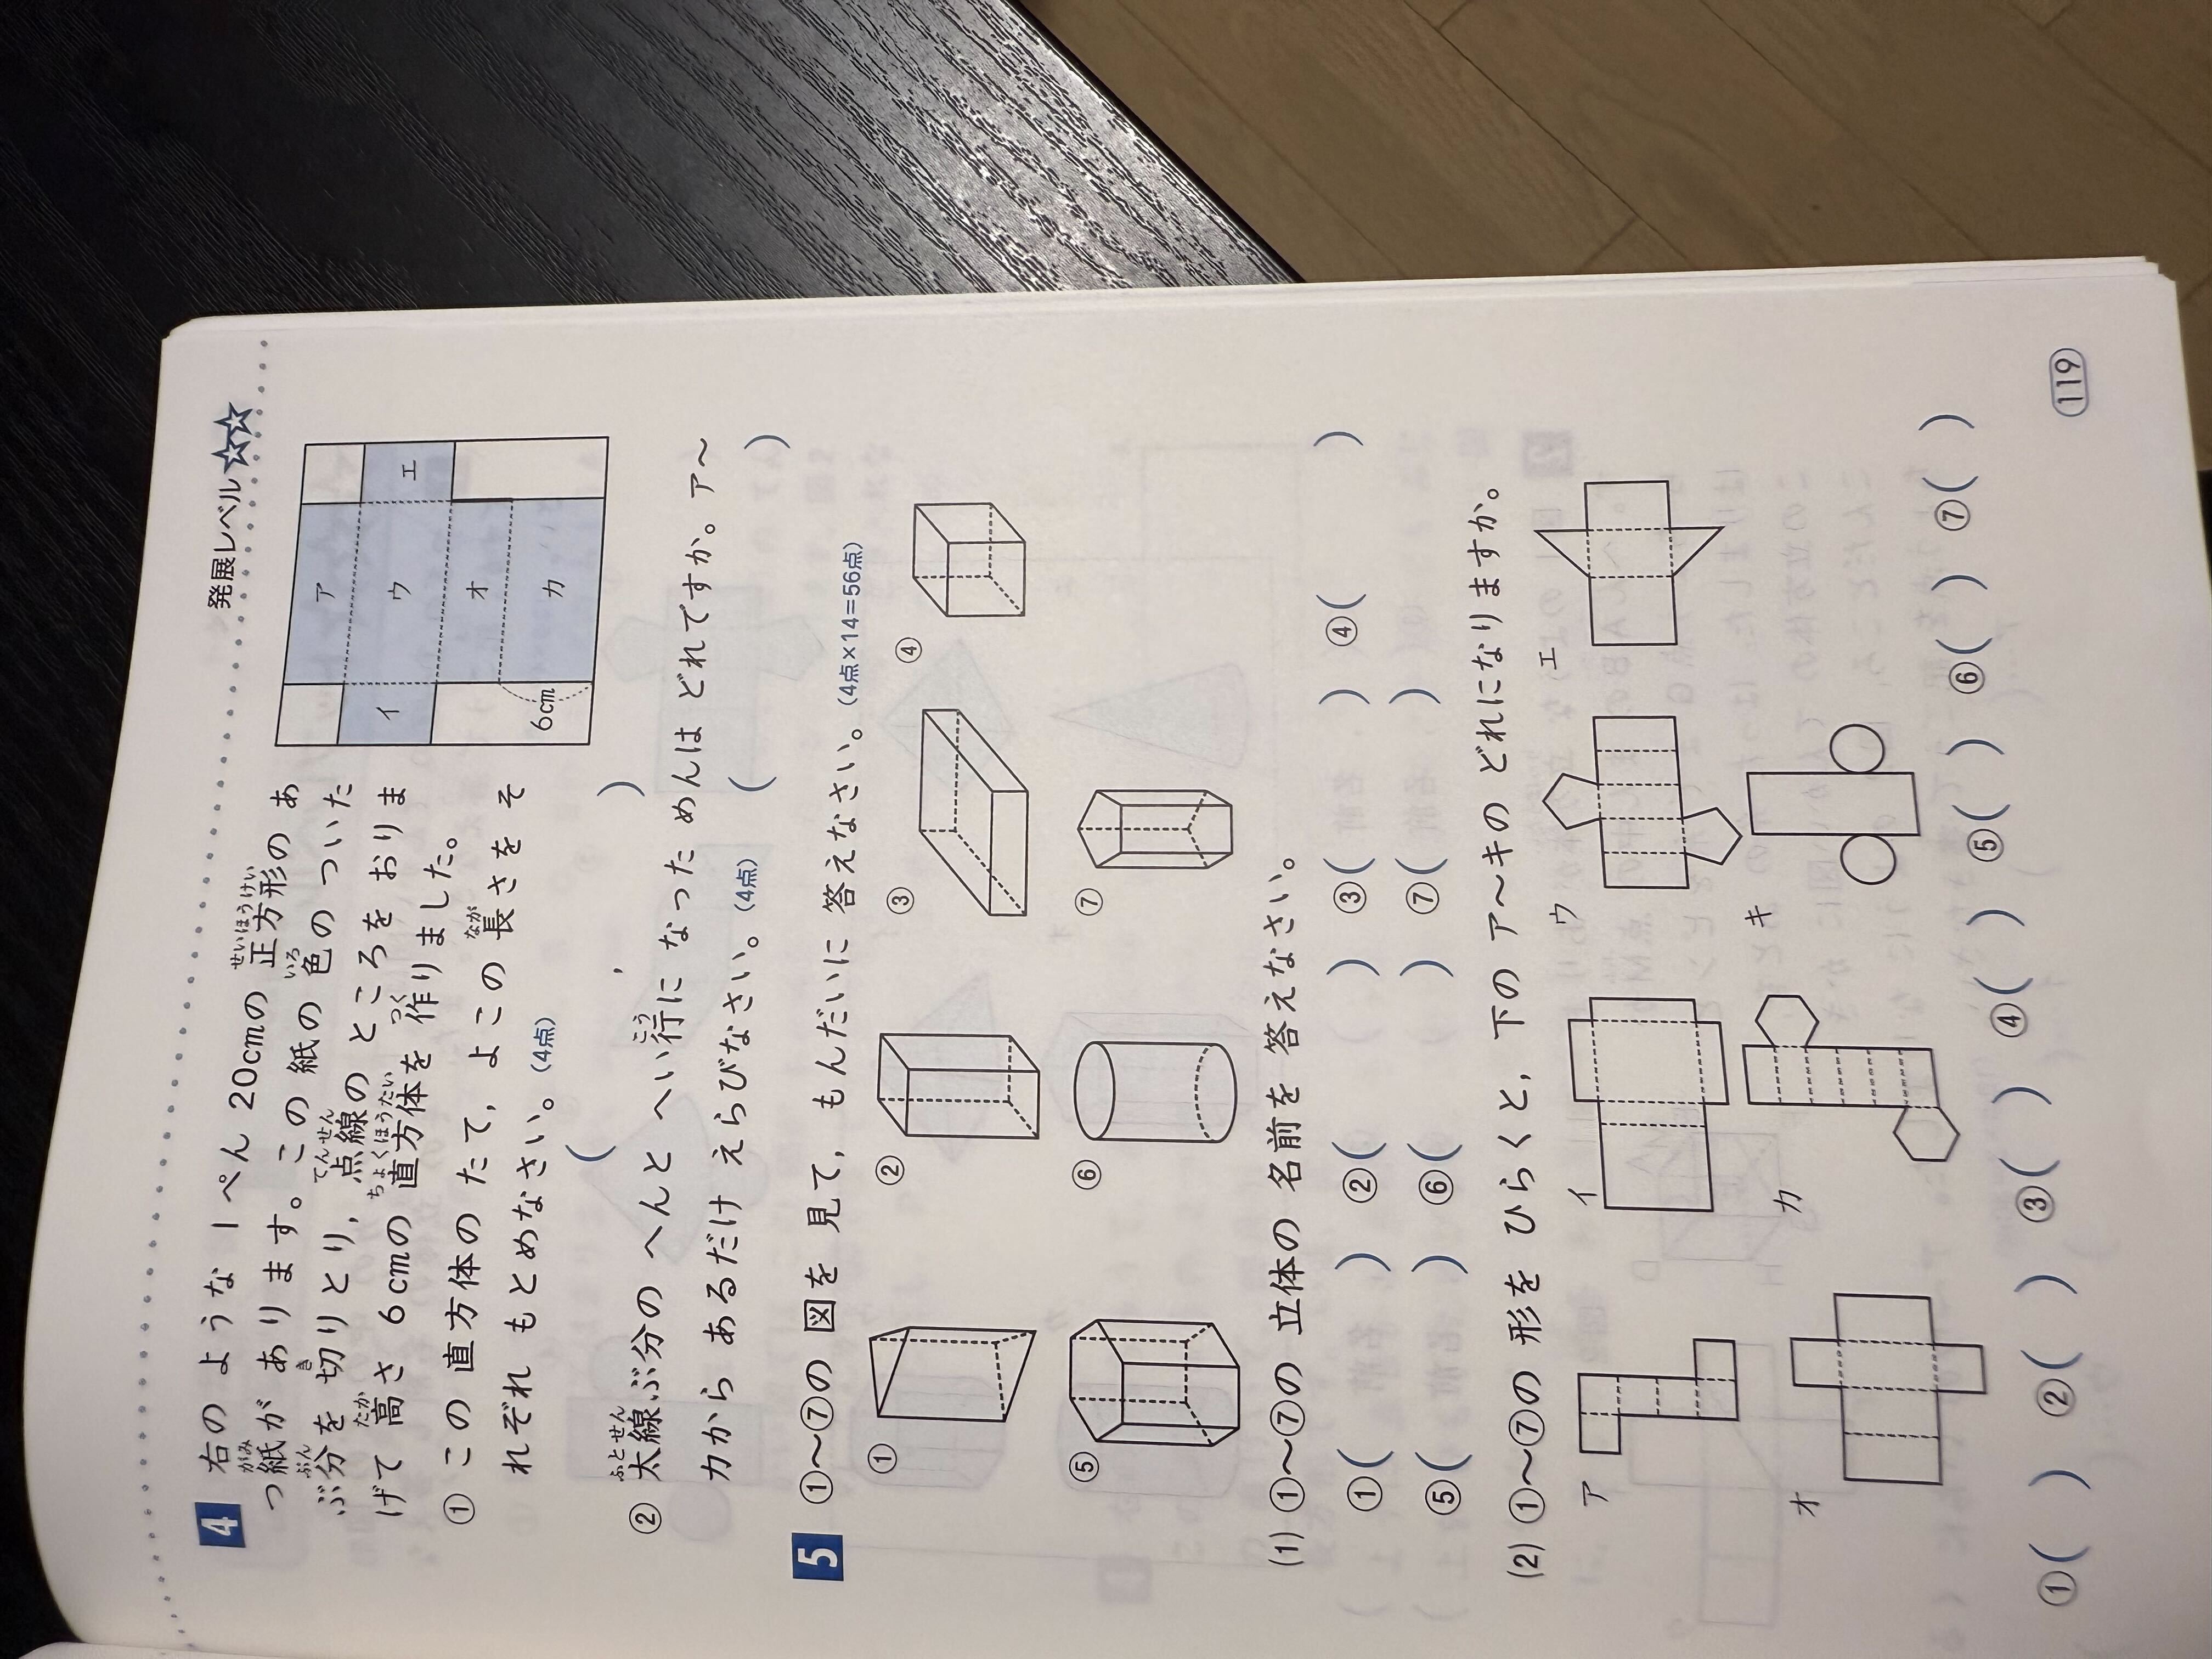 発展レベル☆☆
4 右のような 1ぺん 20cmの 正方形の あ
つ紙が あります。この 紙の 色の ついた
ぶ分を 切りとり, 点線の ところを おりま
げて 高さ 6cmの 直方体を 作りました。
① この 直方体の たて, よこの 長さを そ
れぞれ もとめなさい。(4点)
( )
ア
イ
ウ
エ
オ
カ
6cm
② 太線ぶ分の へんと へい行に なった めんは どれですか。ア〜
カから あるだけ えらびなさい。(4点) ( )
5 ①〜⑦の 図を 見て, もんだいに 答えなさい。(4点×14=56点)
① ② ③ ④
⑤ ⑥ ⑦
(1) ①〜⑦の 立体の 名前を 答えなさい。
①( ) ②( ) ③( ) ④( )
⑤( ) ⑥( ) ⑦( )
(2) ①〜⑦の 形を ひらくと, 下の ア〜キの どれになりますか。
ア イ ウ エ
オ カ キ
①( ) ②( ) ③( ) ④( ) ⑤( ) ⑥( ) ⑦( )
119